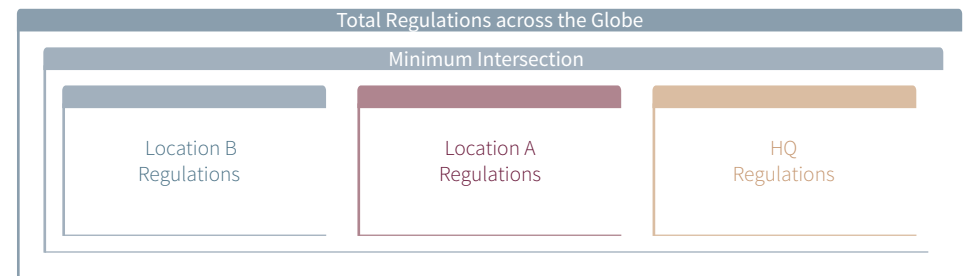 Total Regulations across the Globe
Minimum Intersection
Location B
Regulations
Location A
Regulations
HQ
Regulations